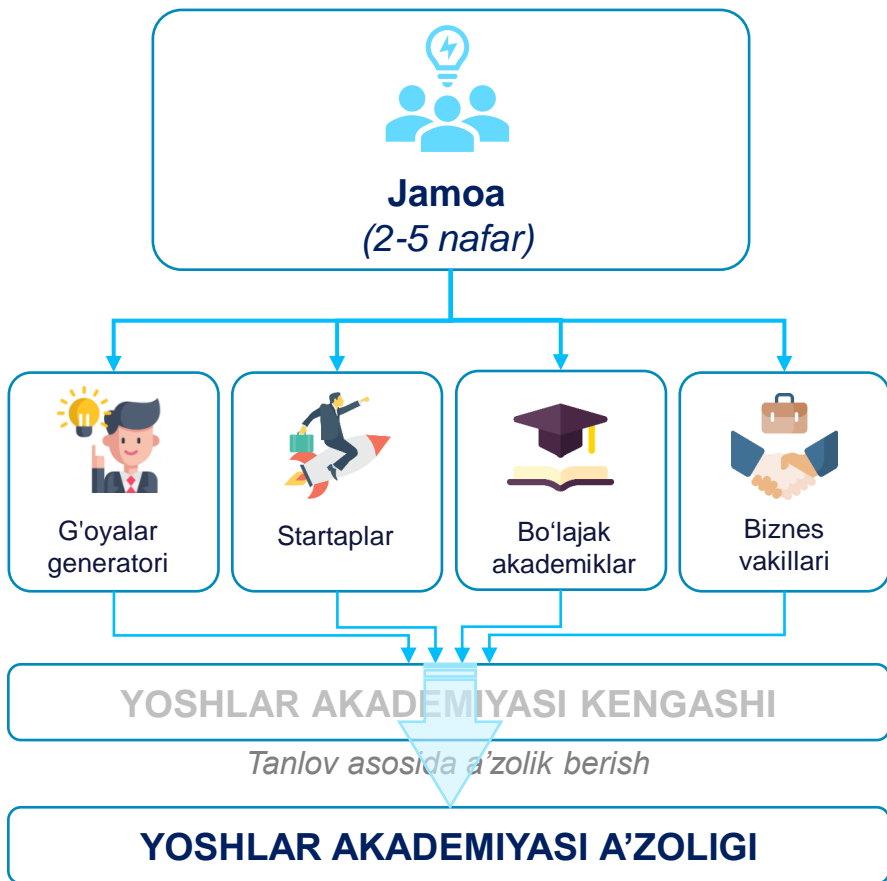 Jamoa
(2-5 nafar)
G'oyalar
generatori
Startaplar
Bo‘lajak
akademiklar
Biznes
vakillari
YOSHLAR AKADEMIYASI KENGASHI
Tanlov asosida a’zolik berish
YOSHLAR AKADEMIYASI A’ZOLIGI